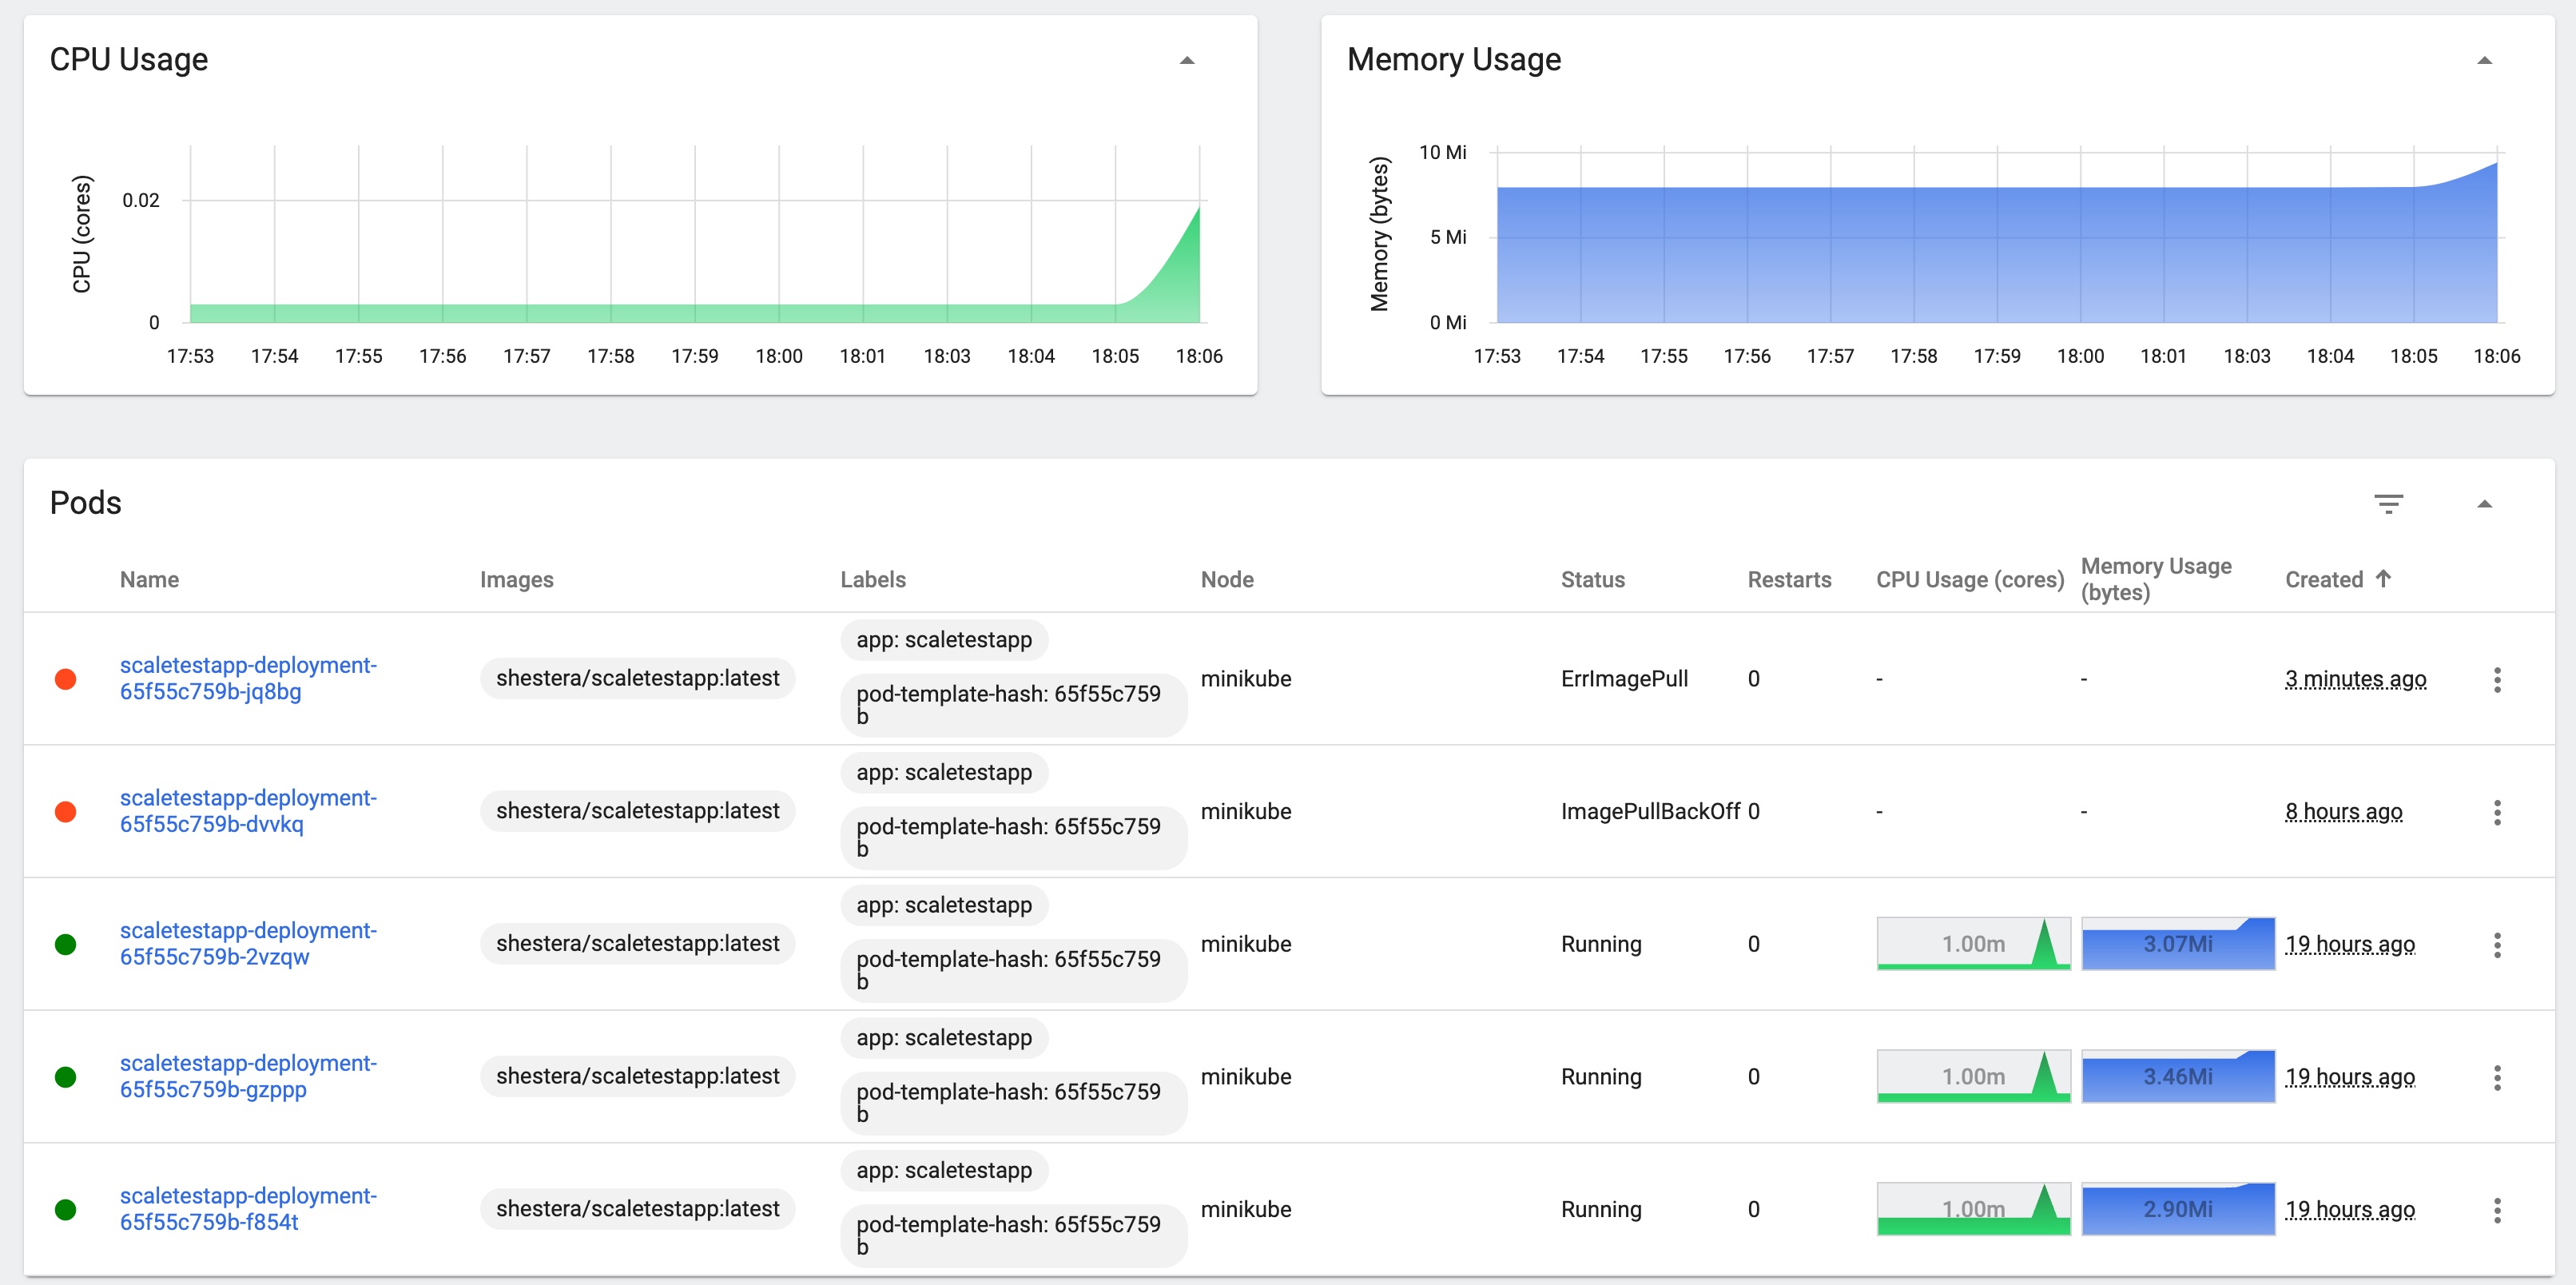 CPU Usage
CPU (cores)
0.02
0
17:53 17:54 17:55 17:56 17:57 17:58 17:59 18:00 18:01 18:03 18:04 18:05 18:06
Memory Usage
Memory (bytes)
10 Mi
5 Mi
0 Mi
17:53 17:54 17:55 17:56 17:57 17:58 17:59 18:00 18:01 18:03 18:04 18:05 18:06
Pods
Name Images Labels Node Status Restarts CPU Usage (cores) Memory Usage
(bytes) Created
scaletestapp-deployment-
65f55c759b-jq8bg
shestera/scaletestapp:latest
app: scaletestapp
pod-template-hash: 65f55c759
b
minikube ErrImagePull 0 - - 3 minutes ago
scaletestapp-deployment-
65f55c759b-dvvkq
shestera/scaletestapp:latest
app: scaletestapp
pod-template-hash: 65f55c759
b
minikube ImagePullBackOff 0 - - 8 hours ago
scaletestapp-deployment-
65f55c759b-2vzqw
shestera/scaletestapp:latest
app: scaletestapp
pod-template-hash: 65f55c759
b
minikube Running 0 1.00m 3.07Mi 19 hours ago
scaletestapp-deployment-
65f55c759b-gzppp
shestera/scaletestapp:latest
app: scaletestapp
pod-template-hash: 65f55c759
b
minikube Running 0 1.00m 3.46Mi 19 hours ago
scaletestapp-deployment-
65f55c759b-f854t
shestera/scaletestapp:latest
app: scaletestapp
pod-template-hash: 65f55c759
b
minikube Running 0 1.00m 2.90Mi 19 hours ago